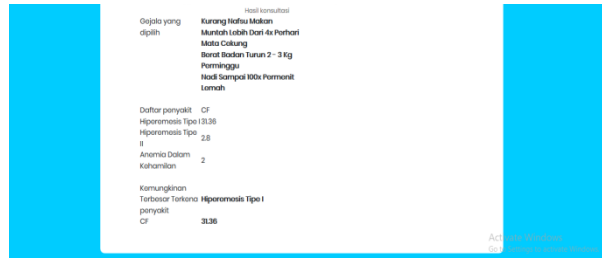 Hasil konsultasi
Gejala yang dipilih Kurang Nafsu Makan
Muntah Lebih Dari 4x Perhari
Mata Cekung
Berat Badan Turun 2 - 3 Kg
Perminggu
Nadi Sampai 100x Permenit
Lemah
Daftar penyakit CF
Hiperemesis Tipe I 31.36
Hiperemesis Tipe II 2.8
Anemia Dalam Kehamilan 2
Kemungkinan
Terbesar Terkena Hiperemesis Tipe I
penyakit
CF 31.36
Activate Windows